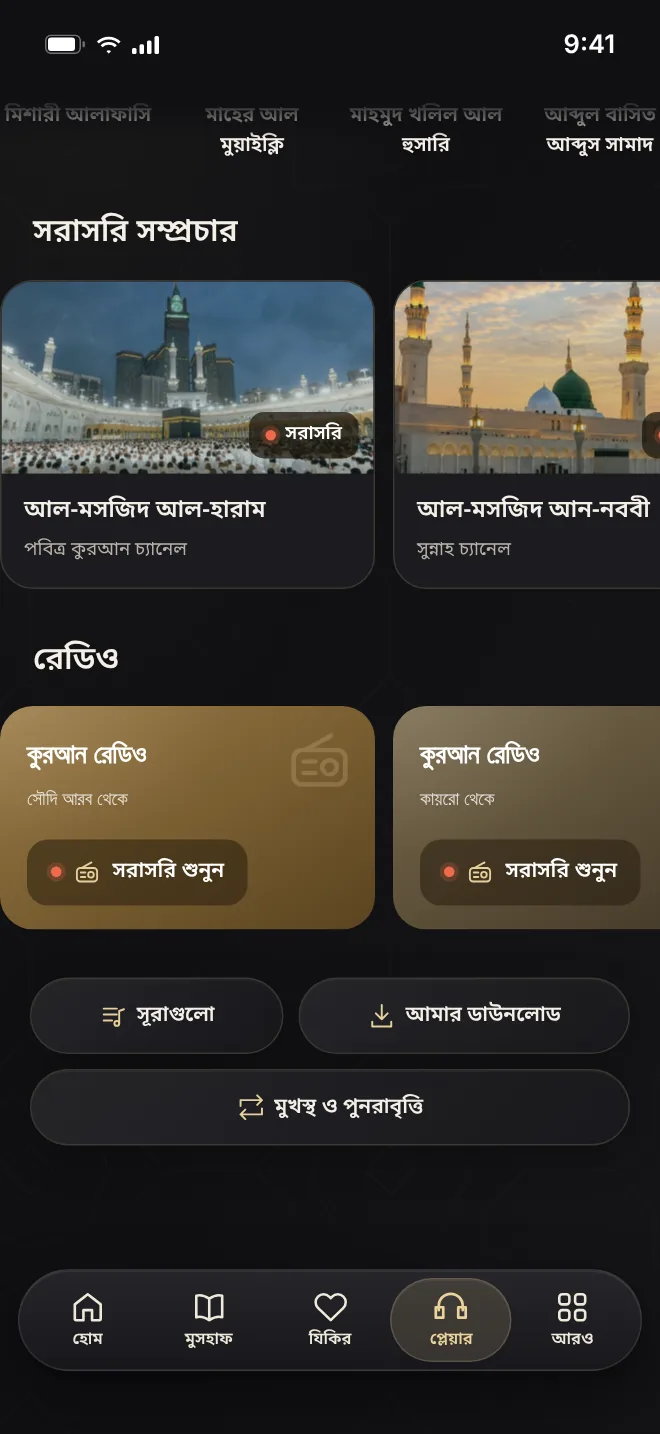 9:41
মিশারী আলাফাসি
মাহের আল
মুয়াইক্লি
মাহমুদ খলিল আল
হুসারি
আব্দুল বাসিত
আব্দুস সামাদ
সরাসরি সম্প্রচার
সরাসরি
আল-মসজিদ আল-হারাম
পবিত্র কুরআন চ্যানেল
আল-মসজিদ আন-নববী
সুন্নাহ চ্যানেল
রেডিও
কুরআন রেডিও
সৌদি আরব থেকে
সরাসরি শুনুন
কুরআন রেডিও
কায়রো থেকে
সরাসরি শুনুন
সূরাগুলো
আমার ডাউনলোড
মুখস্থ ও পুনরাবৃত্তি
হোম
মুসহাফ
যিকির
প্লেয়ার
আরও